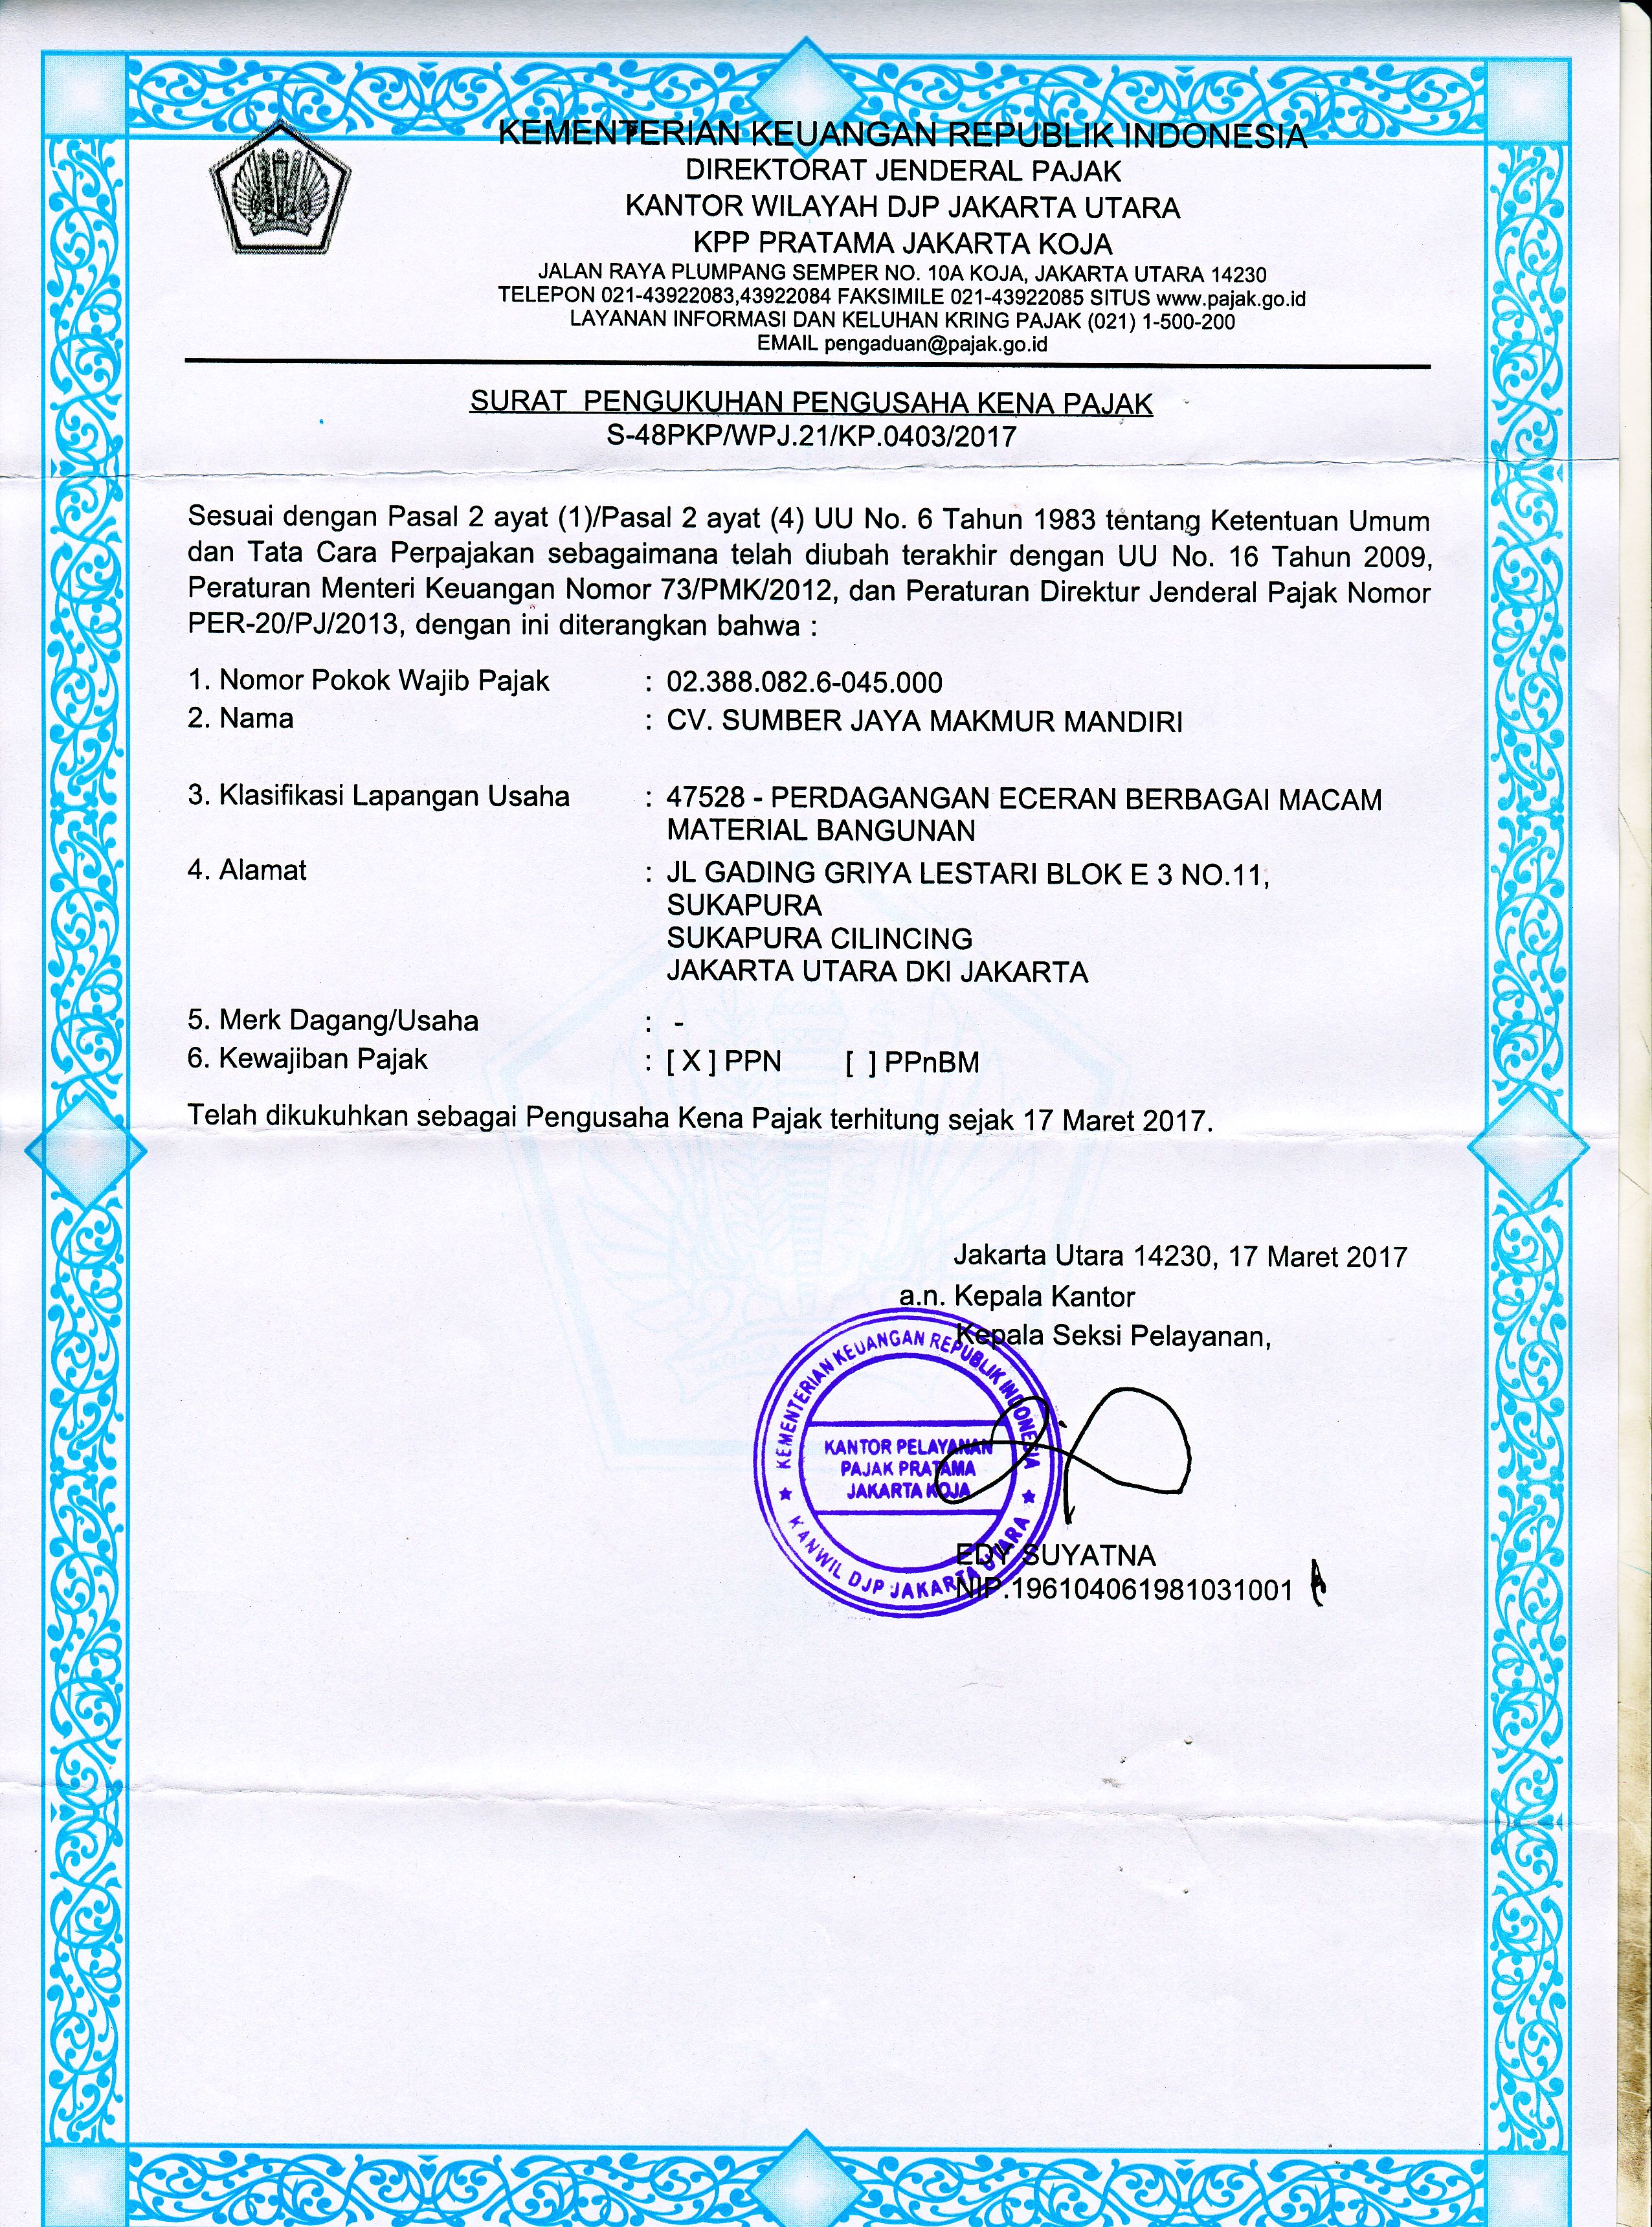 KEMENTERIAN KEUANGAN REPUBLIK INDONESIA
DIREKTORAT JENDERAL PAJAK
KANTOR WILAYAH DJP JAKARTA UTARA
KPP PRATAMA JAKARTA KOJA
JALAN RAYA PLUMPANG SEMPER NO. 10A KOJA, JAKARTA UTARA 14230
TELEPON 021-43922083,43922084 FAKSIMILE 021-43922085 SITUS www.pajak.go.id
LAYANAN INFORMASI DAN KELUHAN KRING PAJAK (021) 1-500-200
EMAIL pengaduan@pajak.go.id
SURAT PENGUKUHAN PENGUSAHA KENA PAJAK
S-48PKP/WPJ.21/KP.0403/2017
Sesuai dengan Pasal 2 ayat (1)/Pasal 2 ayat (4) UU No. 6 Tahun 1983 tentang Ketentuan Umum
dan Tata Cara Perpajakan sebagaimana telah diubah terakhir dengan UU No. 16 Tahun 2009,
Peraturan Menteri Keuangan Nomor 73/PMK/2012, dan Peraturan Direktur Jenderal Pajak Nomor
PER-20/PJ/2013, dengan ini diterangkan bahwa :
1. Nomor Pokok Wajib Pajak : 02.388.082.6-045.000
2. Nama : CV. SUMBER JAYA MAKMUR MANDIRI
3. Klasifikasi Lapangan Usaha : 47528 - PERDAGANGAN ECERAN BERBAGAI MACAM
MATERIAL BANGUNAN
4. Alamat : JL GADING GRIYA LESTARI BLOK E 3 NO.11,
SUKAPURA
SUKAPURA CILINCING
JAKARTA UTARA DKI JAKARTA
5. Merk Dagang/Usaha : -
6. Kewajiban Pajak : [ X ] PPN [ ] PPnBM
Telah dikukuhkan sebagai Pengusaha Kena Pajak terhitung sejak 17 Maret 2017.
Jakarta Utara 14230, 17 Maret 2017
a.n. Kepala Kantor
Kepala Seksi Pelayanan,
KEMENTERIAN KEUANGAN REPUBLIK INDONESIA
KANTOR PELAYANAN
PAJAK PRATAMA
JAKARTA KOJA
KANWIL DJP JAKARTA UTARA
EDY SUYATNA
NIP.196104061981031001